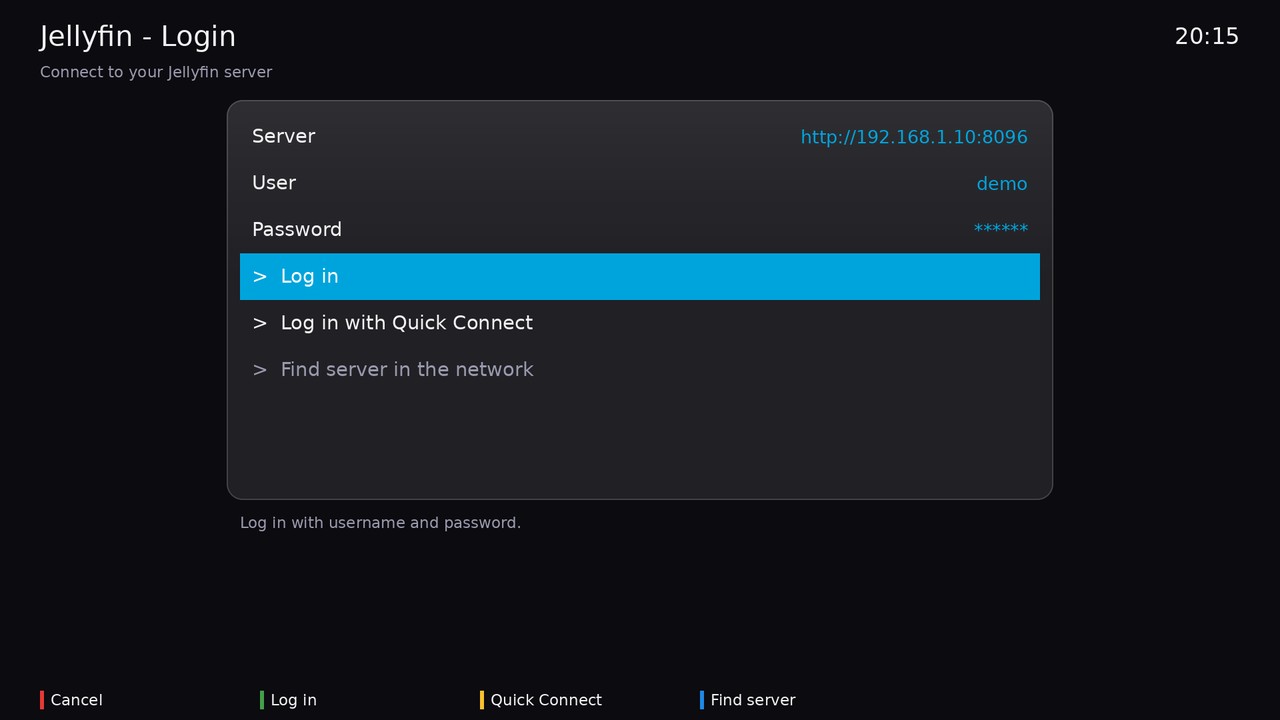 Jellyfin - Login
20:15
Connect to your Jellyfin server
Server http://192.168.1.10:8096
User demo
Password ******
> Log in
> Log in with Quick Connect
> Find server in the network
Log in with username and password.
Cancel Log in Quick Connect Find server